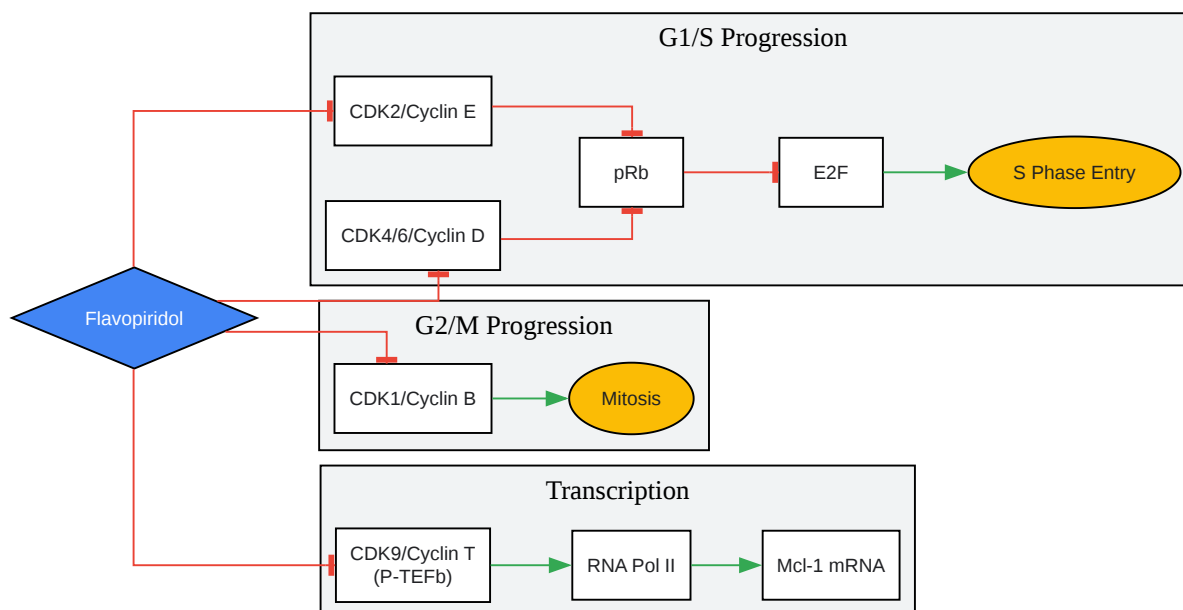 G1/S Progression
CDK2/Cyclin E
pRb
E2F
S Phase Entry
CDK4/6/Cyclin D
Flavopiridol
G2/M Progression
CDK1/Cyclin B
Mitosis
Transcription
CDK9/Cyclin T
(P-TEFb)
RNA Pol II
Mcl-1 mRNA